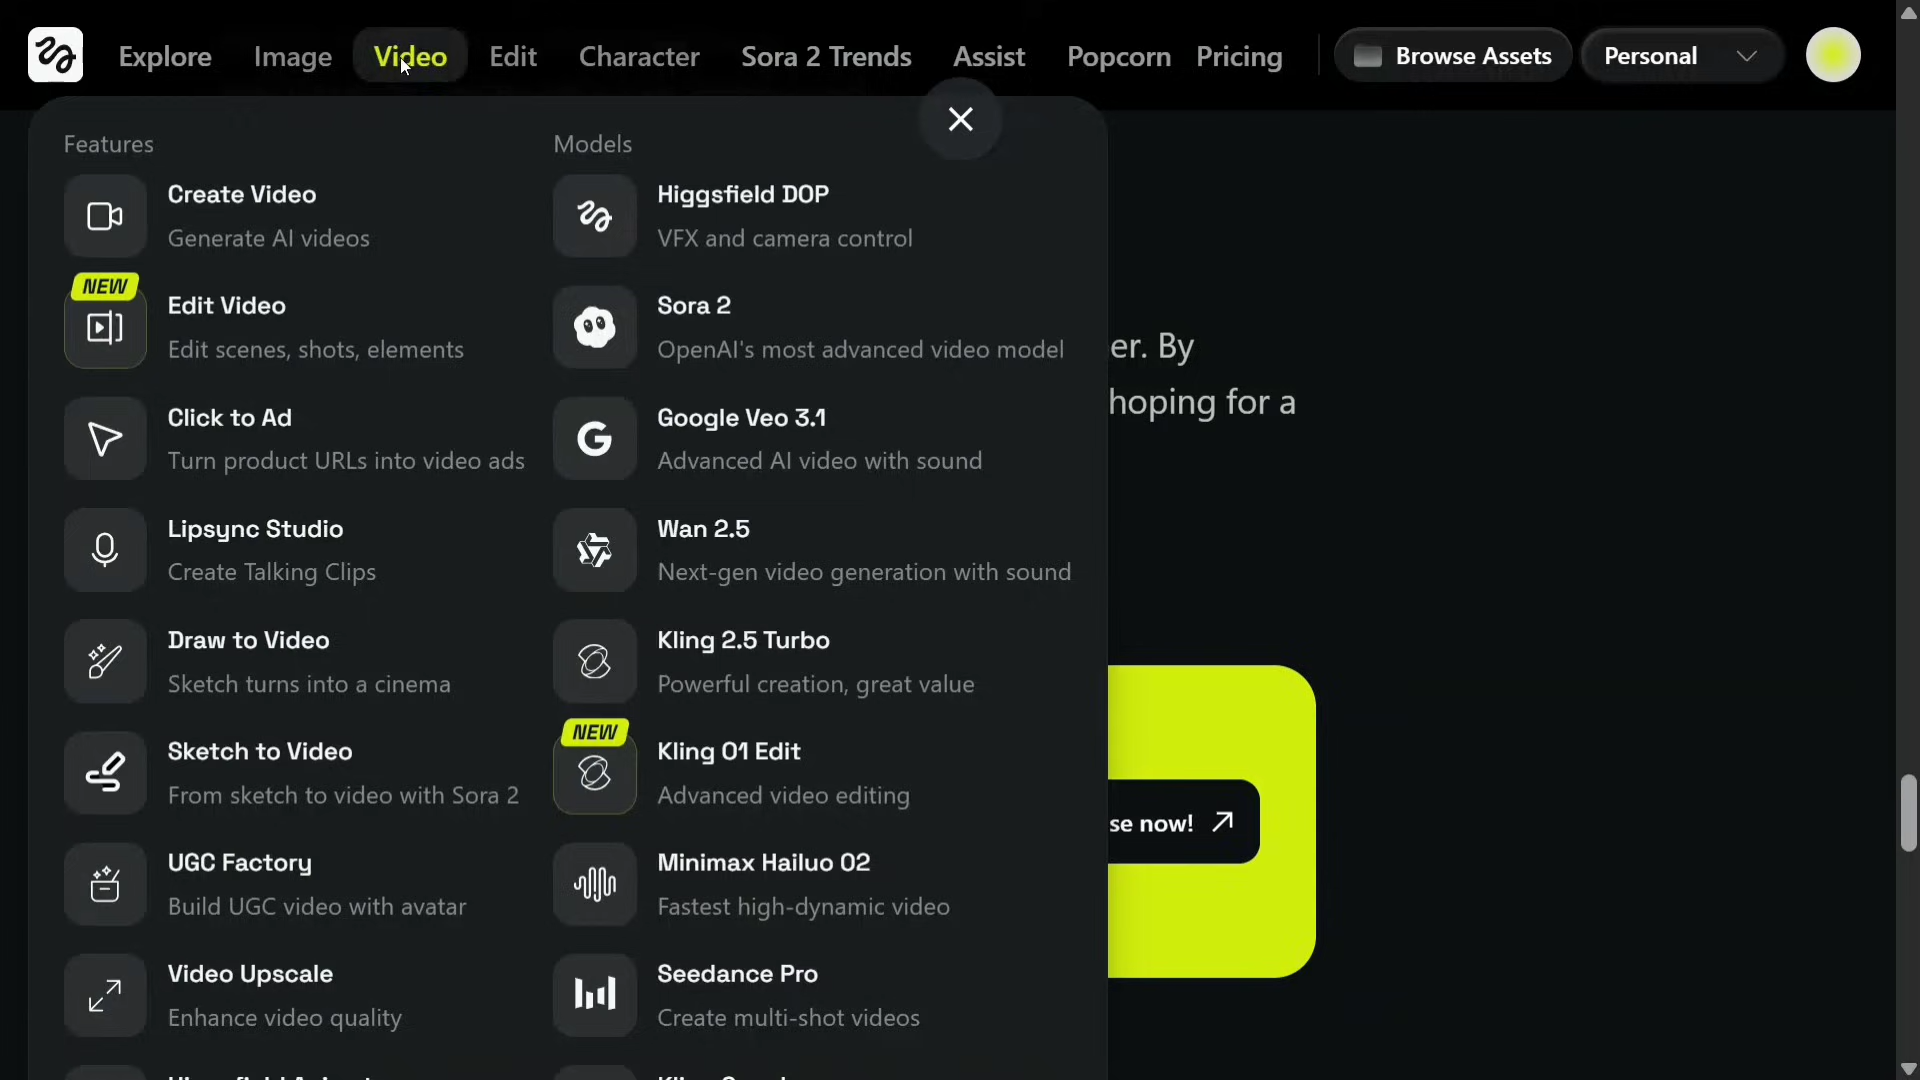 Explore Image Video Edit Character Sora 2 Trends Assist Popcorn Pricing Browse Assets Personal
Features
Create Video
Generate AI videos
NEW
Edit Video
Edit scenes, shots, elements
Click to Ad
Turn product URLs into video ads
Lipsync Studio
Create Talking Clips
Draw to Video
Sketch turns into a cinema
Sketch to Video
From sketch to video with Sora 2
UGC Factory
Build UGC video with avatar
Video Upscale
Enhance video quality
Models
Higgsfield DOP
VFX and camera control
Sora 2
OpenAI's most advanced video model
Google Veo 3.1
Advanced AI video with sound
Wan 2.5
Next-gen video generation with sound
Kling 2.5 Turbo
Powerful creation, great value
NEW
Kling O1 Edit
Advanced video editing
Minimax Hailuo 02
Fastest high-dynamic video
Seedance Pro
Create multi-shot videos
er. By
hoping for a
se now!